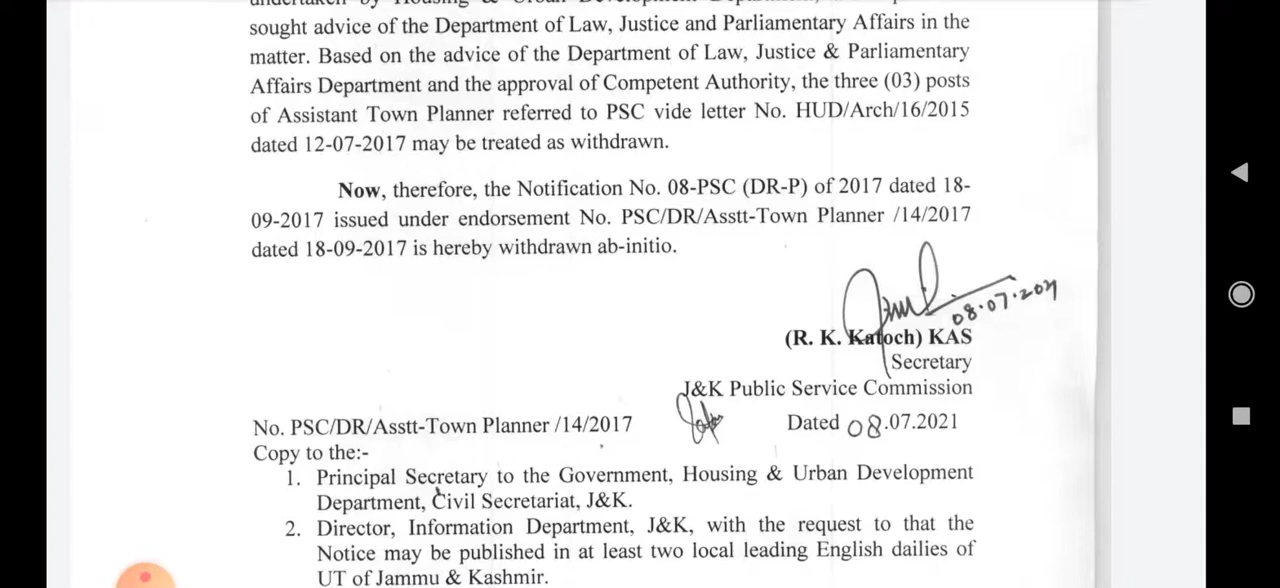 sought advice of the Department of Law, Justice and Parliamentary Affairs in the
matter. Based on the advice of the Department of Law, Justice & Parliamentary
Affairs Department and the approval of Competent Authority, the three (03) posts
of Assistant Town Planner referred to PSC vide letter No. HUD/Arch/16/2015
dated 12-07-2017 may be treated as withdrawn.
Now, therefore, the Notification No. 08-PSC (DR-P) of 2017 dated 18-
09-2017 issued under endorsement No. PSC/DR/Asstt-Town Planner /14/2017
dated 18-09-2017 is hereby withdrawn ab-initio.
08.07.2021
(R. K. Katoch) KAS
Secretary
J&K Public Service Commission
No. PSC/DR/Asstt-Town Planner /14/2017 Dated 08.07.2021
Copy to the:-
1. Principal Secretary to the Government, Housing & Urban Development
Department, Civil Secretariat, J&K.
2. Director, Information Department, J&K, with the request to that the
Notice may be published in at least two local leading English dailies of
UT of Jammu & Kashmir.